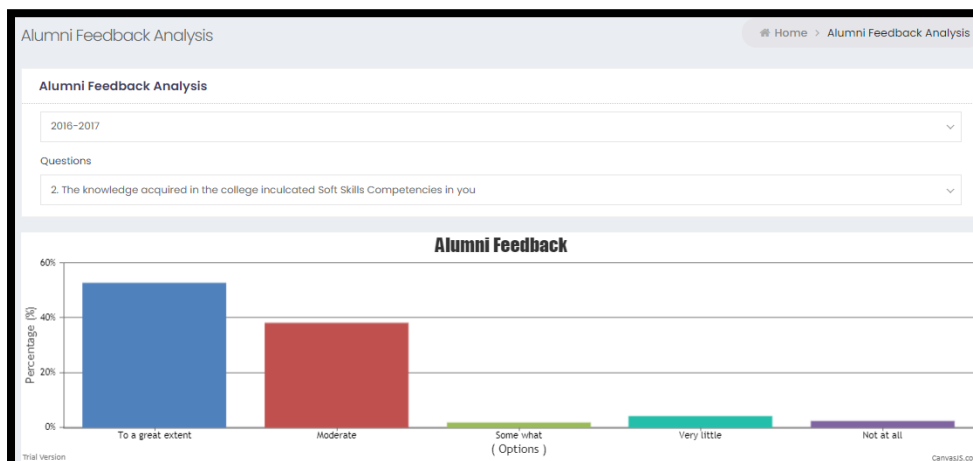 Alumni Feedback Analysis
Home > Alumni Feedback Analysis
Alumni Feedback Analysis
2016-2017
Questions
2. The knowledge acquired in the college inculcated Soft Skills Competencies in you
Alumni Feedback
60%
40%
20%
0%
Percentage (%)
To a great extent Moderate Some what Very little Not at all
( Options )
Trial Version
CanvasJS.co